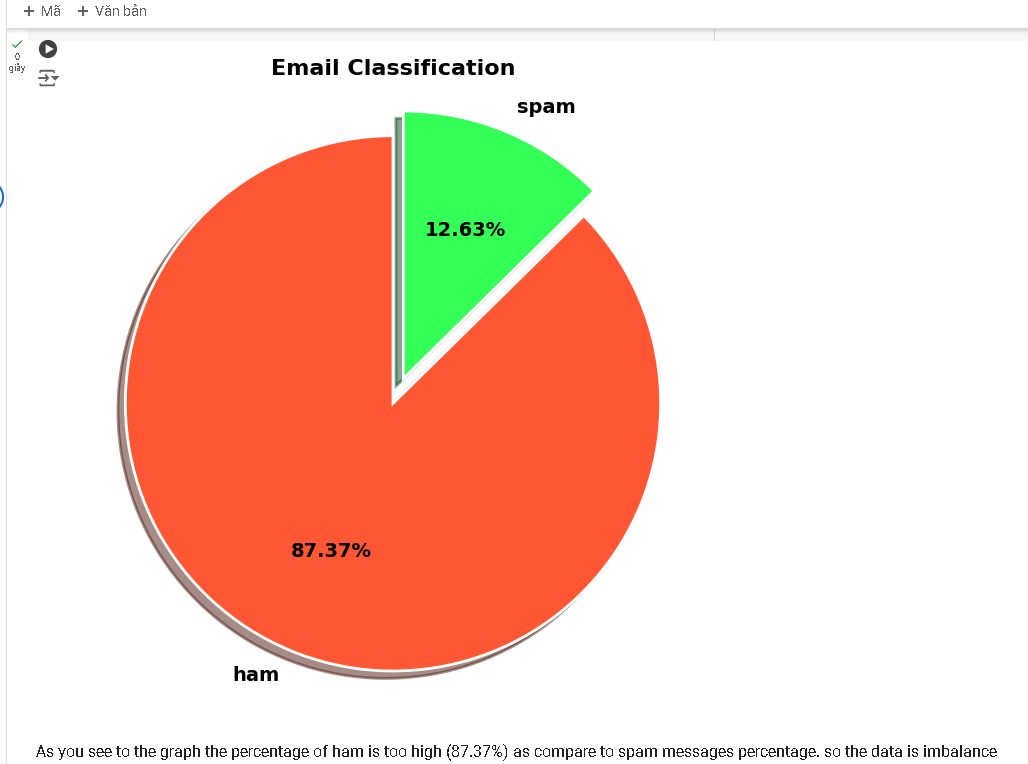 + Mã + Văn bản
0
giây
Email Classification
spam
12.63%
87.37%
ham
As you see to the graph the percentage of ham is too high (87.37%) as compare to spam messages percentage. so the data is imbalance